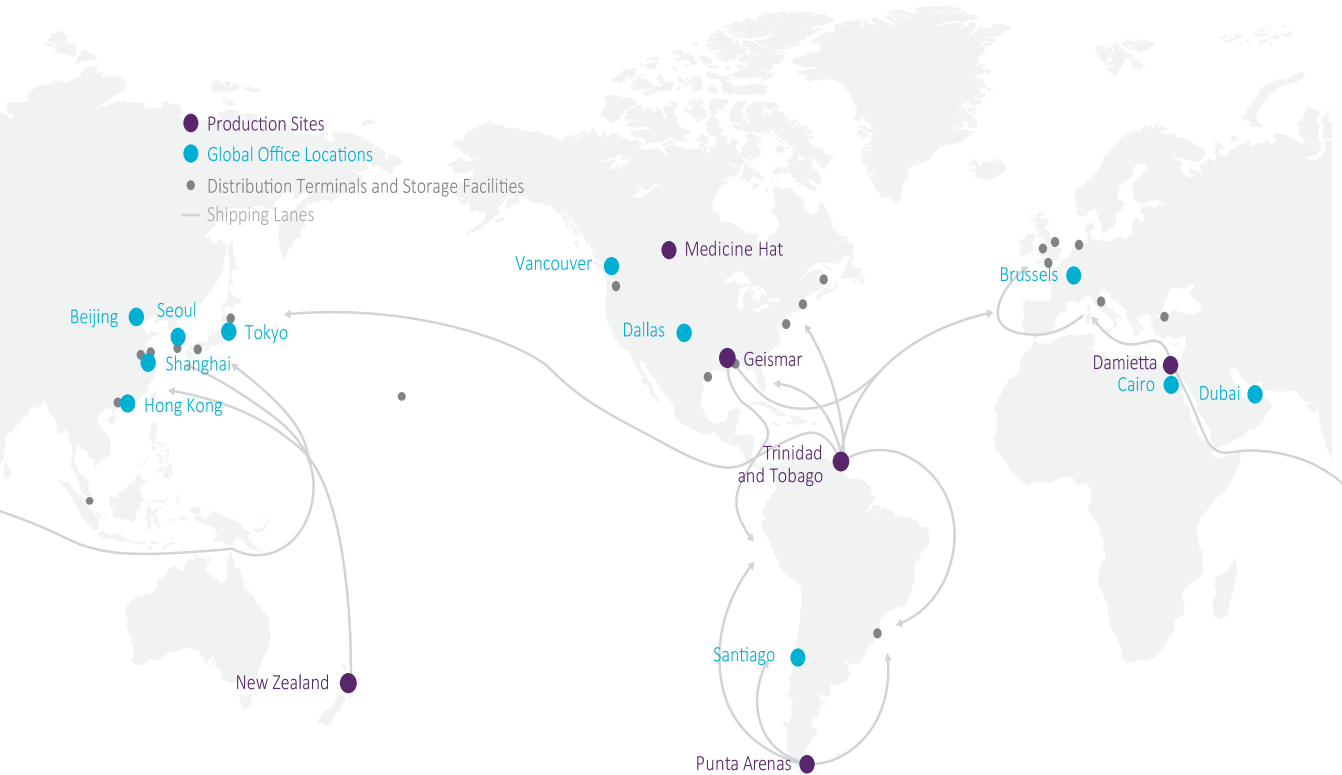 Production Sites
Global Office Locations
Distribution Terminals and Storage Facilities
Shipping Lanes
Medicine Hat
Vancouver
Brussels
Beijing
Seoul
Tokyo
Dallas
Shanghai
Geismar
Damietta
Cairo
Dubai
Hong Kong
Trinidad
and Tobago
Santiago
New Zealand
Punta Arenas